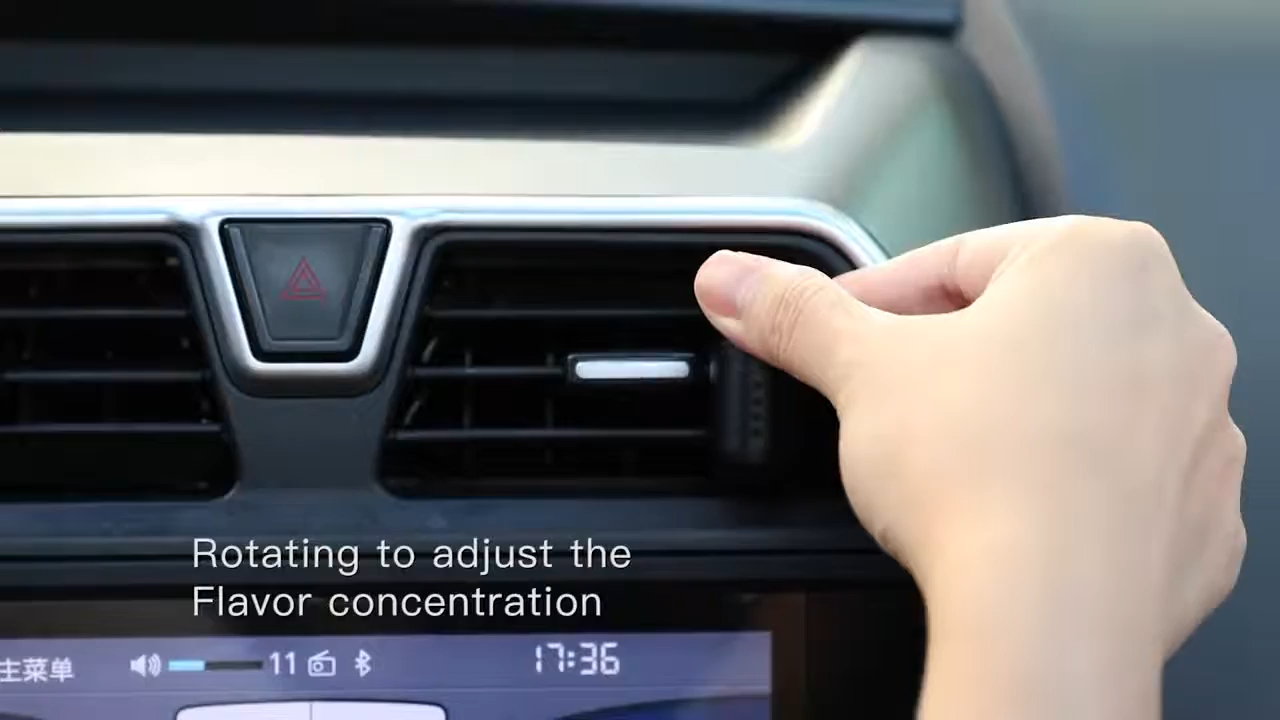 Rotating to adjust the
Flavor concentration
主菜单 11 17:36